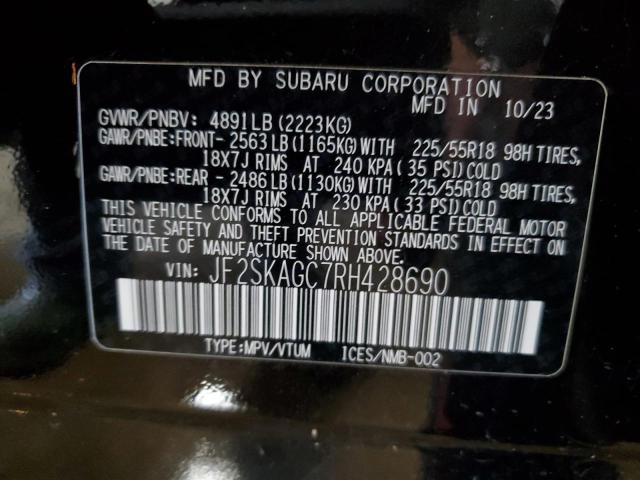 MFD BY SUBARU CORPORATION
MFD IN 10/23
GVWR/PNBV: 4891LB(2223KG)
GAWR/PNBE:FRONT- 2563LB(1165KG)WITH 225/55R18 98H TIRES,
18X7J RIMS AT 240 KPA(35 PSI)COLD
GAWR/PNBE:REAR - 2486LB(1130KG)WITH 225/55R18 98H TIRES,
18X7J RIMS AT 230 KPA(33 PSI)COLD
THIS VEHICLE CONFORMS TO ALL APPLICABLE FEDERAL MOTOR
VEHICLE SAFETY AND THEFT PREVENTION STANDARDS IN EFFECT ON
THE DATE OF MANUFACTURE SHOWN ABOVE.
VIN: JF2SKAGC7RH428690
TYPE:MPV/VTUM ICES/NMB-002